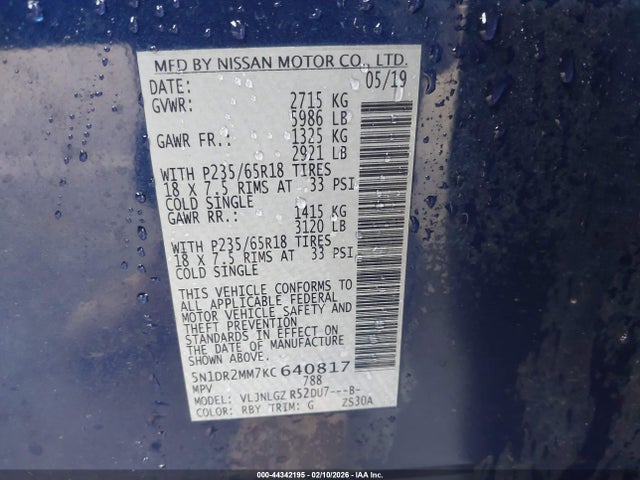 MFD BY NISSAN MOTOR CO., LTD.
DATE: 05/19
GVWR: 2715 KG
5986 LB
GAWR FR.: 1325 KG
2921 LB
WITH P235/65R18 TIRES
18 X 7.5 RIMS AT 33 PSI
COLD SINGLE
GAWR RR.: 1415 KG
3120 LB
WITH P235/65R18 TIRES
18 X 7.5 RIMS AT 33 PSI
COLD SINGLE
THIS VEHICLE CONFORMS TO
ALL APPLICABLE FEDERAL
MOTOR VEHICLE SAFETY AND
THEFT PREVENTION
STANDARDS IN EFFECT ON
THE DATE OF MANUFACTURE
5N1DR2MM7KC640817
MPV 788
MODEL: VLJNLGZ R52DU7---B-
COLOR: RBY TRIM: G ZS30A
000-44342195 - 02/10/2026 - IAA Inc.